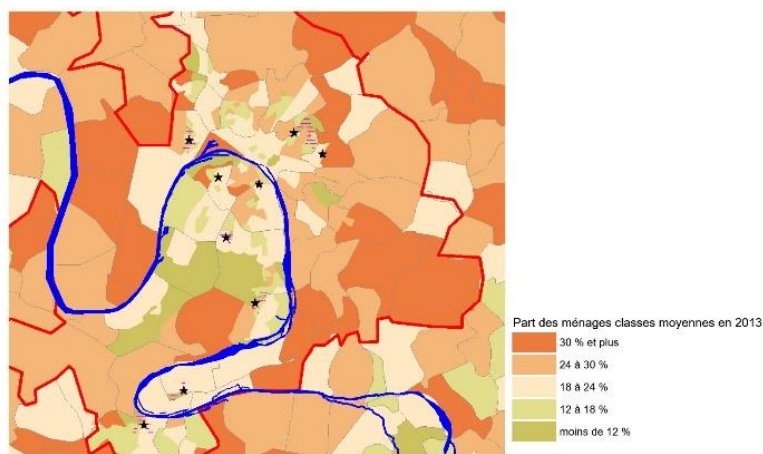 Part des ménages classes moyennes en 2013
30 % et plus
24 à 30 %
18 à 24 %
12 à 18 %
moins de 12 %